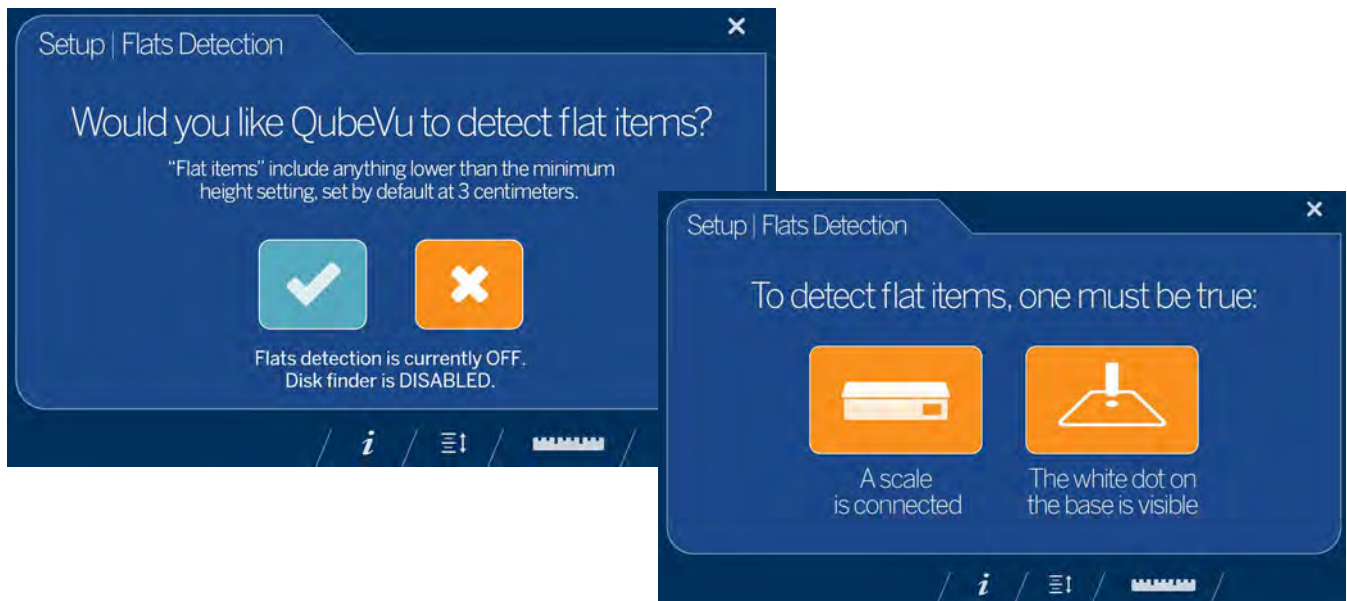 Setup | Flats Detection
Would you like QubeVu to detect flat items?
"Flat items" include anything lower than the minimum
height setting, set by default at 3 centimeters.
Flats detection is currently OFF.
Disk finder is DISABLED.
i
Setup | Flats Detection
To detect flat items, one must be true:
A scale
is connected
The white dot on
the base is visible
i